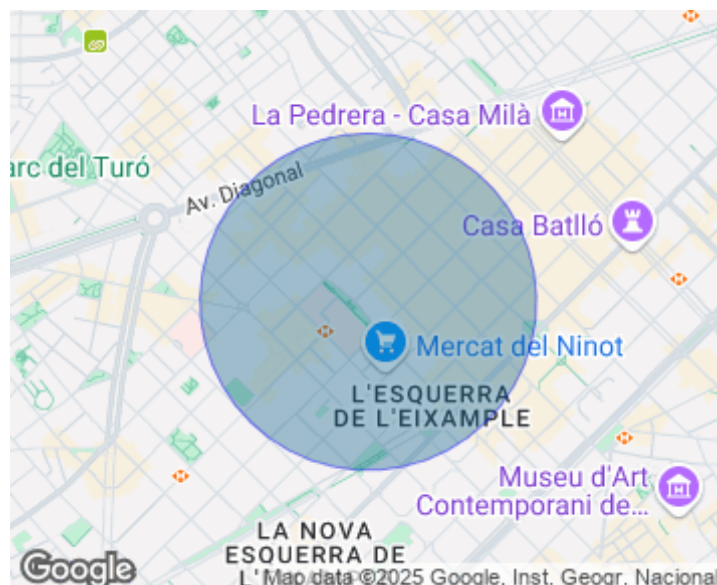 La Pedrera - Casa Milà
arc del Turó
Av. Diagonal
Casa Batlló
Mercat del Ninot
L'ESQUERRA
DE L'EIXAMPLE
Museu d'Art
Contemporani de...
LA NOVA
ESQUERRA DE
Google
Map data ©2025 Google, Inst. Geogr. Nacional